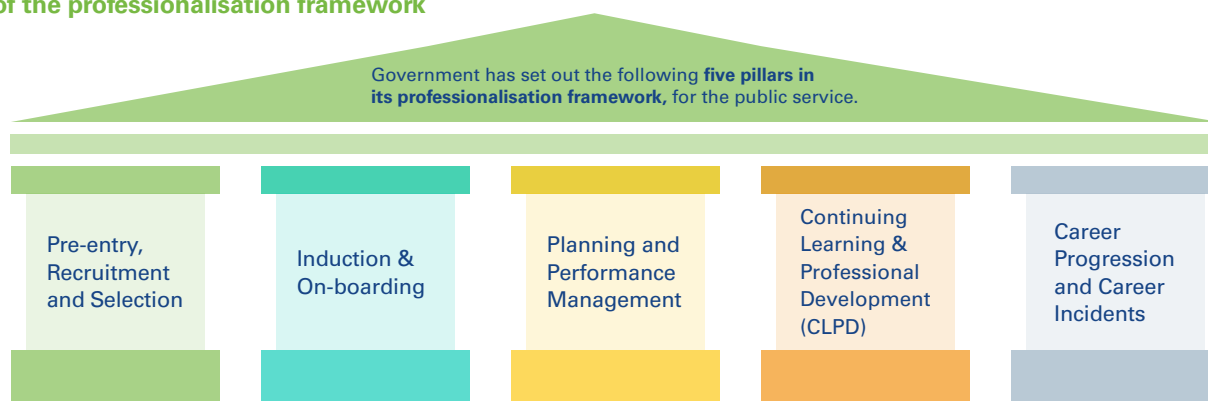 of the professionalisation framework
Government has set out the following five pillars in
its professionalisation framework, for the public service.
Pre-entry,
Recruitment
and Selection
Induction &
On-boarding
Planning and
Performance
Management
Continuing
Learning &
Professional
Development
(CLPD)
Career
Progression
and Career
Incidents